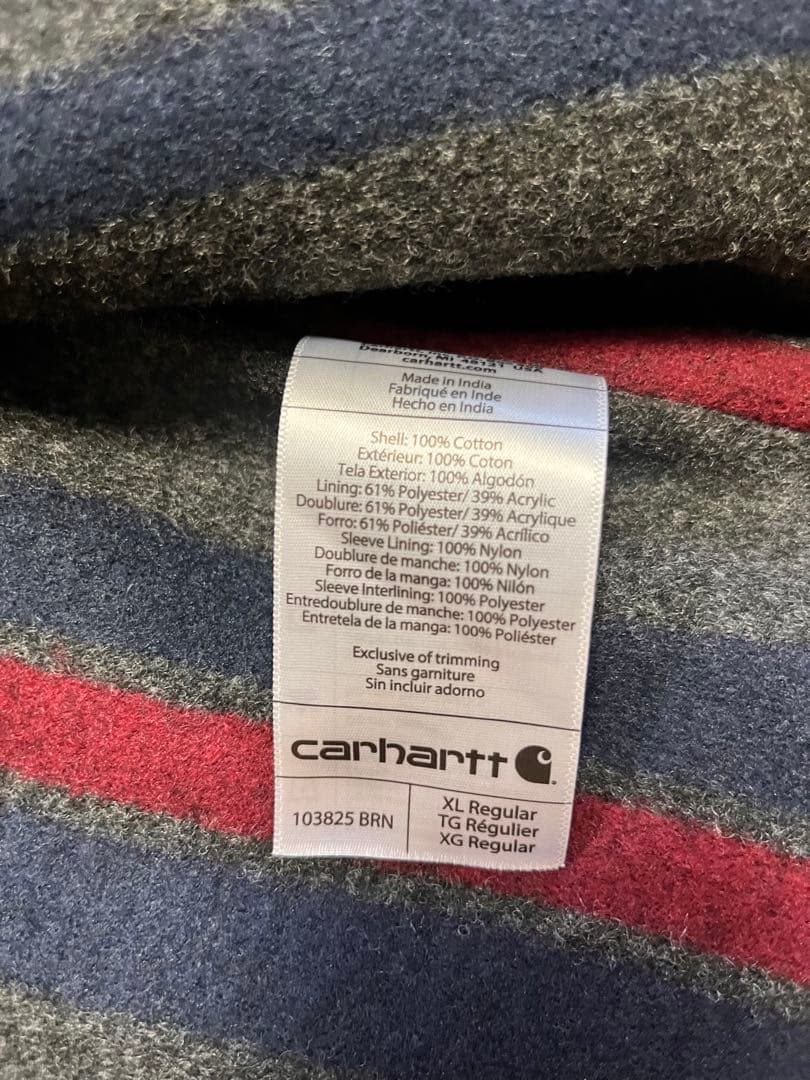 Dearborn, MI 48121 USA
carhartt.com
Made in India
Fabriqué en Inde
Hecho en India
Shell: 100% Cotton
Extérieur: 100% Coton
Tela Exterior: 100% Algodón
Lining: 61% Polyester/ 39% Acrylic
Doublure: 61% Polyester/ 39% Acrylique
Forro: 61% Poliéster/ 39% Acrílico
Sleeve Lining: 100% Nylon
Doublure de manche: 100% Nylon
Forro de la manga: 100% Nilón
Sleeve Interlining: 100% Polyester
Entredoublure de manche: 100% Polyester
Entretela de la manga: 100% Poliéster
Exclusive of trimming
Sans garniture
Sin incluir adorno
carhartt
103825 BRN
XL Regular
TG Régulier
XG Regular